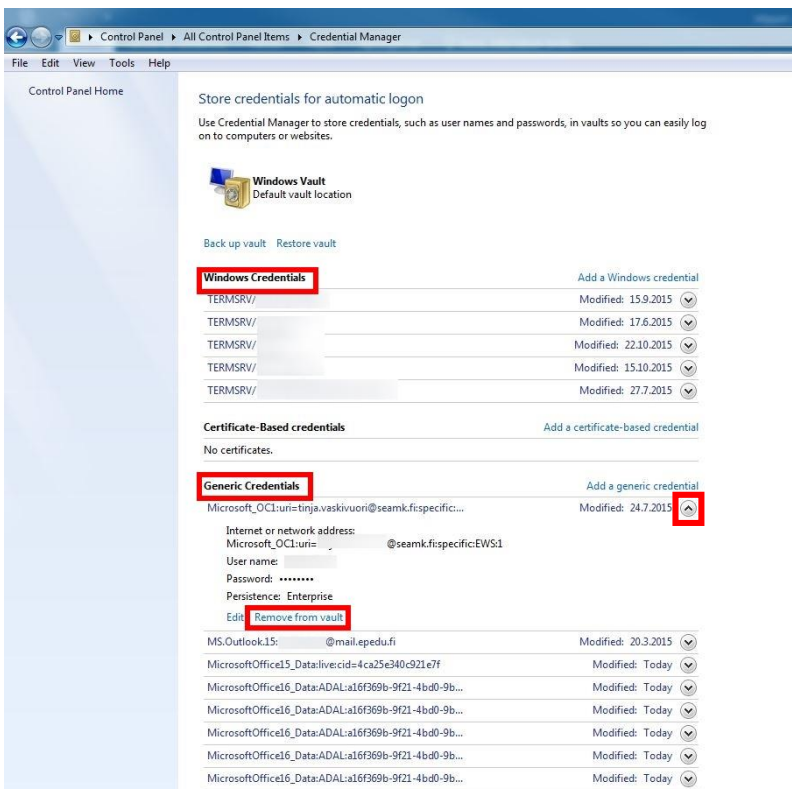 Control Panel ▸ All Control Panel Items ▸ Credential Manager
File Edit View Tools Help
Control Panel Home
Store credentials for automatic logon
Use Credential Manager to store credentials, such as user names and passwords, in vaults so you can easily log
on to computers or websites.
Windows Vault
Default vault location
Back up vault Restore vault
Windows Credentials Add a Windows credential
TERMSRV/ Modified: 15.9.2015
TERMSRV/ Modified: 17.6.2015
TERMSRV/ Modified: 22.10.2015
TERMSRV/ Modified: 15.10.2015
TERMSRV/ Modified: 27.7.2015
Certificate-Based credentials Add a certificate-based credential
No certificates.
Generic Credentials Add a generic credential
Microsoft_OC1:uri=tinja.vaskivuori@seamk.fi:specific:... Modified: 24.7.2015
Internet or network address:
Microsoft_OC1:uri= @seamk.fi:specific:EWS:1
User name:
Password: ••••••••
Persistence: Enterprise
Edit Remove from vault
MS.Outlook.15: @mail.epedu.fi Modified: 20.3.2015
MicrosoftOffice15_Data:live:cid=4ca25e340c921e7f Modified: Today
MicrosoftOffice16_Data:ADAL:a16f369b-9f21-4bd0-9b... Modified: Today
MicrosoftOffice16_Data:ADAL:a16f369b-9f21-4bd0-9b... Modified: Today
MicrosoftOffice16_Data:ADAL:a16f369b-9f21-4bd0-9b... Modified: Today
MicrosoftOffice16_Data:ADAL:a16f369b-9f21-4bd0-9b... Modified: Today
MicrosoftOffice16_Data:ADAL:a16f369b-9f21-4bd0-9b... Modified: Today